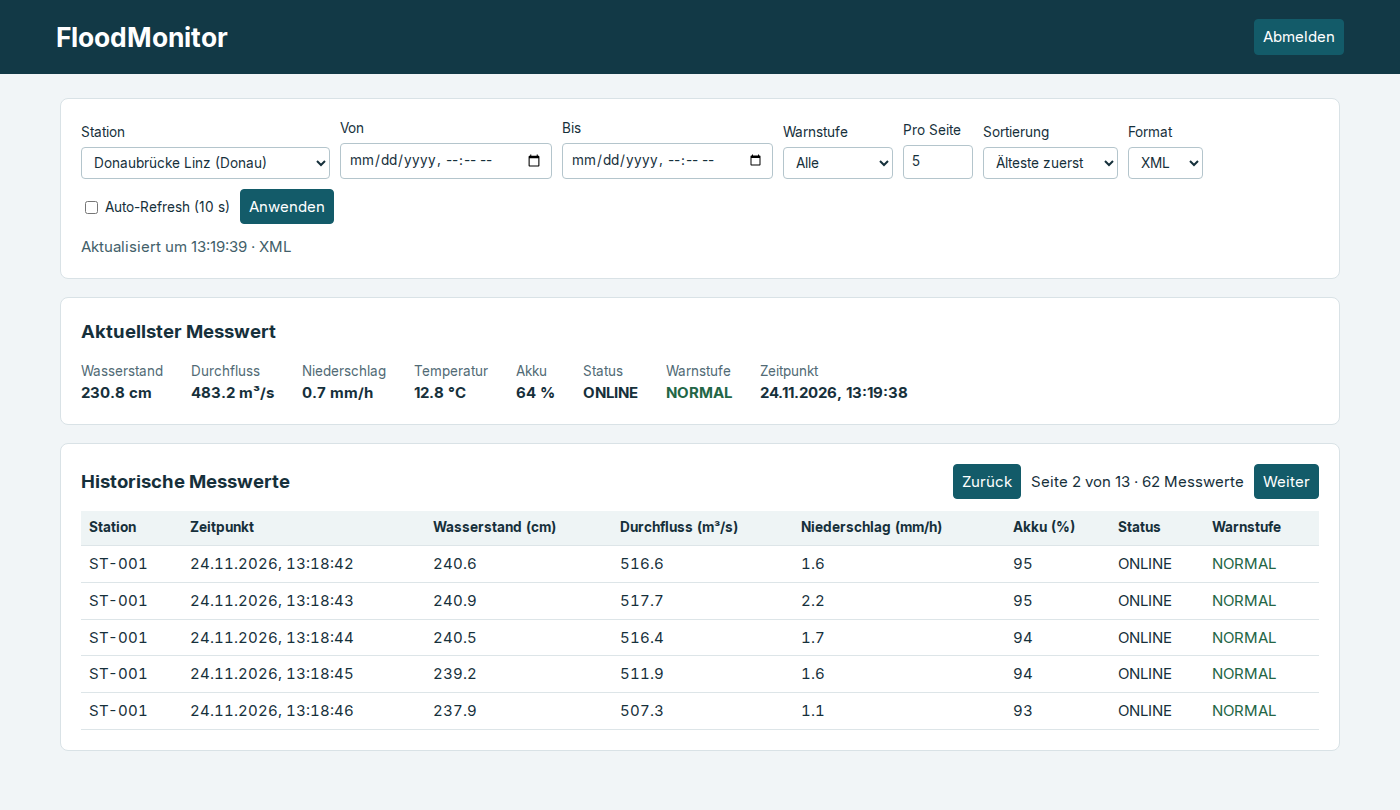 FloodMonitor Abmelden
Station Von Bis Warnstufe Pro Seite Sortierung Format
Donaubrücke Linz (Donau) mm/dd/yyyy, --:-- -- mm/dd/yyyy, --:-- -- Alle 5 Älteste zuerst XML
Auto-Refresh (10 s) Anwenden
Aktualisiert um 13:19:39 · XML
Aktuellster Messwert
Wasserstand Durchfluss Niederschlag Temperatur Akku Status Warnstufe Zeitpunkt
230.8 cm 483.2 m³/s 0.7 mm/h 12.8 °C 64 % ONLINE NORMAL 24.11.2026, 13:19:38
Historische Messwerte Zurück Seite 2 von 13 · 62 Messwerte Weiter
Station Zeitpunkt Wasserstand (cm) Durchfluss (m³/s) Niederschlag (mm/h) Akku (%) Status Warnstufe
ST-001 24.11.2026, 13:18:42 240.6 516.6 1.6 95 ONLINE NORMAL
ST-001 24.11.2026, 13:18:43 240.9 517.7 2.2 95 ONLINE NORMAL
ST-001 24.11.2026, 13:18:44 240.5 516.4 1.7 94 ONLINE NORMAL
ST-001 24.11.2026, 13:18:45 239.2 511.9 1.6 94 ONLINE NORMAL
ST-001 24.11.2026, 13:18:46 237.9 507.3 1.1 93 ONLINE NORMAL